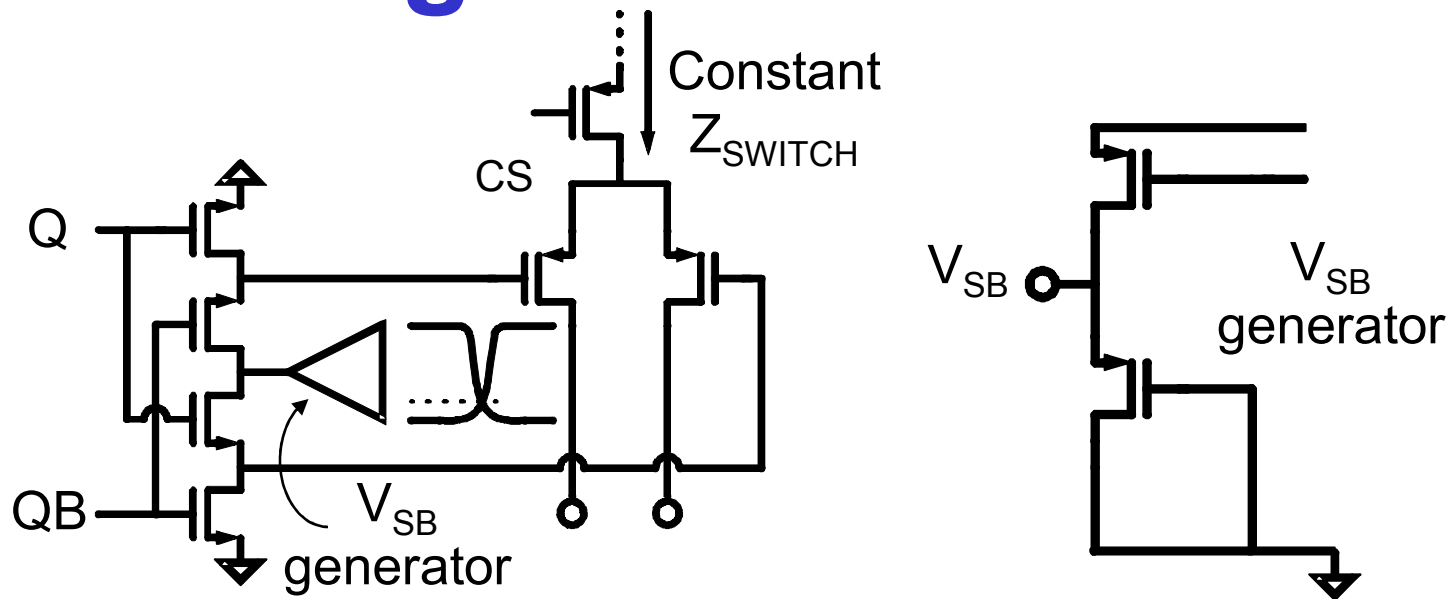 Constant
Z_SWITCH
CS
Q
V_SB
V_SB
generator
QB
V_SB
generator